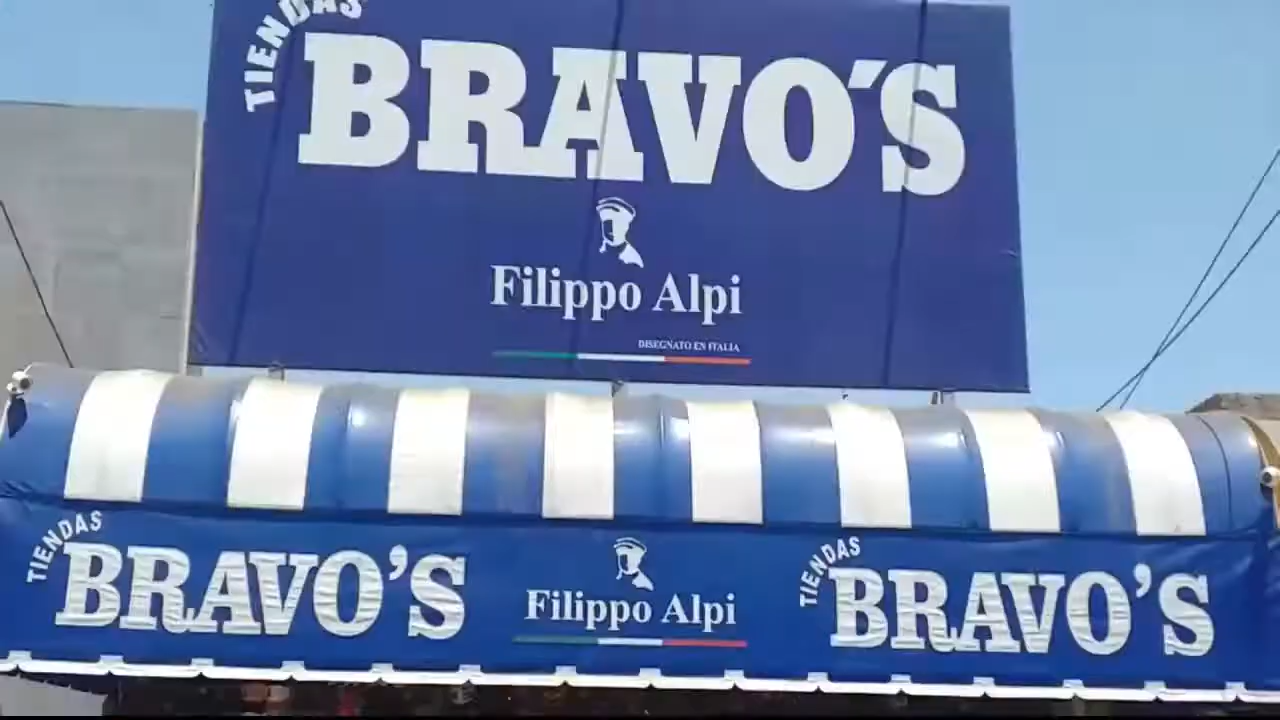 TIENDAS
BRAVO´S
Filippo Alpi
DISEGNATO EN ITALIA
TIENDAS
BRAVO'S
Filippo Alpi
TIENDAS
BRAVO'S